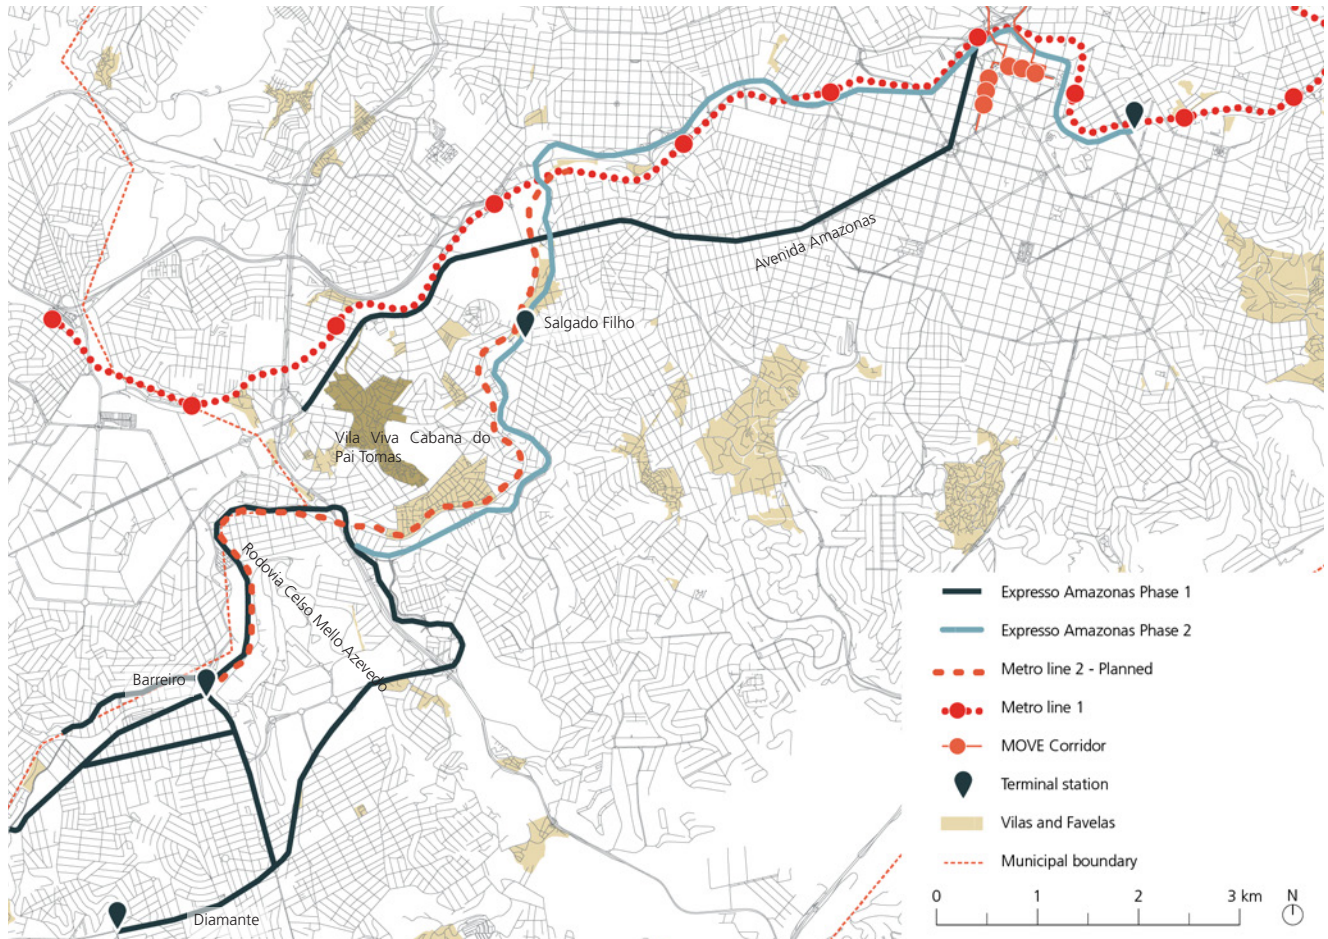 Avenida Amazonas
Salgado Filho
Vila Viva Cabana do
Pai Tomas
Rodovia Celso Mello Azevedo
Barreiro
Diamante
Expresso Amazonas Phase 1
Expresso Amazonas Phase 2
Metro line 2 - Planned
Metro line 1
MOVE Corridor
Terminal station
Vilas and Favelas
Municipal boundary
0 1 2 3 km N